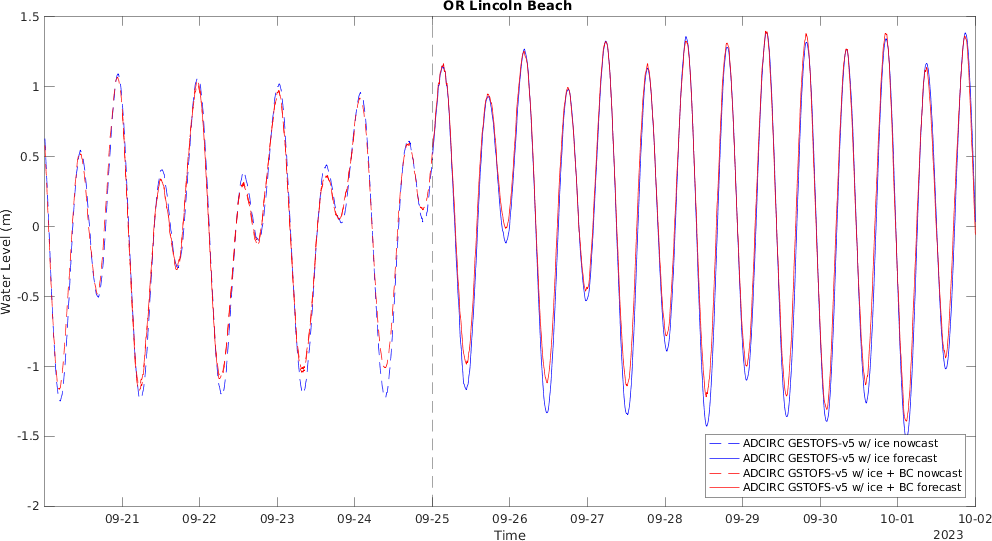 OR Lincoln Beach
1.5
1
0.5
0
-0.5
-1
-1.5
-2
Water Level (m)
09-21 09-22 09-23 09-24 09-25 09-26 09-27 09-28 09-29 09-30 10-01 10-02
Time
2023
ADCIRC GESTOFS-v5 w/ ice nowcast
ADCIRC GESTOFS-v5 w/ ice forecast
ADCIRC GSTOFS-v5 w/ ice + BC nowcast
ADCIRC GSTOFS-v5 w/ ice + BC forecast